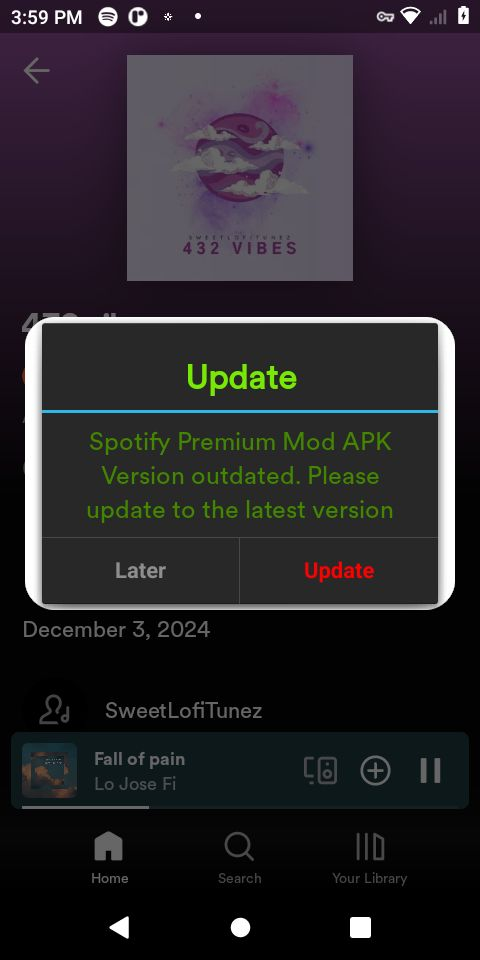 3:59 PM
SWEETLOFITUNEZ
432 VIBES
Update
Spotify Premium Mod APK
Version outdated. Please
update to the latest version
Later
Update
December 3, 2024
SweetLofiTunez
Fall of pain
Lo Jose Fi
Home
Search
Your Library